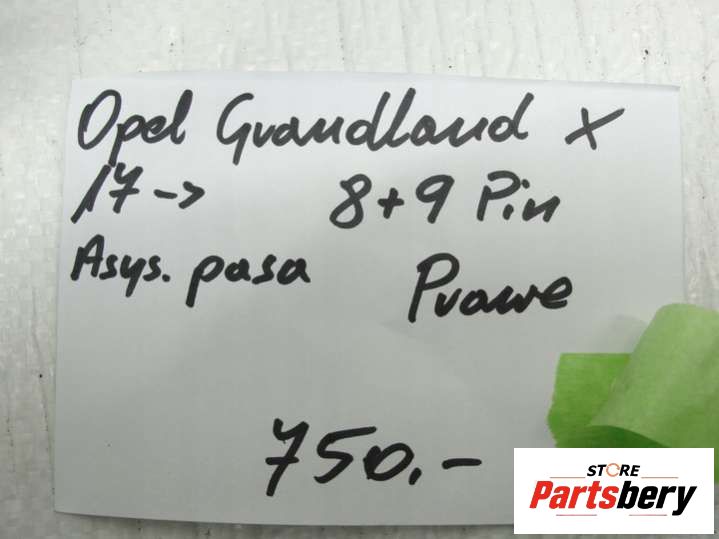 Opel Grandland X
17-> 8+9 Pin
Asys. pasa Prawe
750.-
STORE
Partsbery